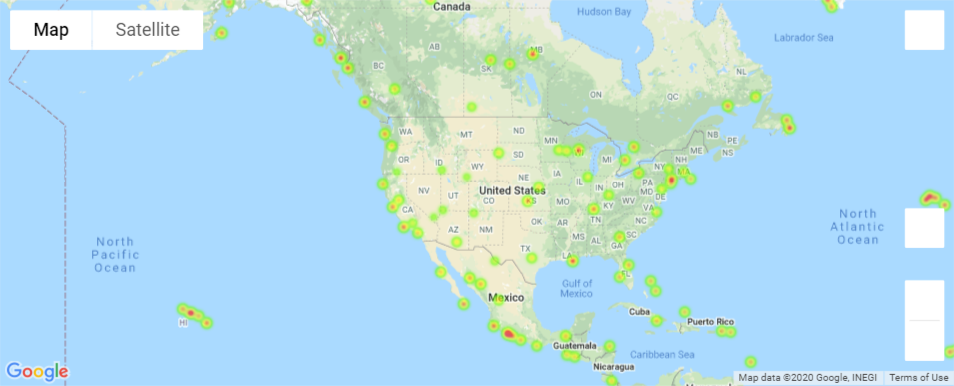 Canada
Hudson Bay
Map
Satellite
Labrador Sea
AB
MB
SK
BC
NL
ON
QC
WA
MT
ND
MN
NB
PE
NS
ME
OR
ID
SD
WI
MI
NH
WY
NY
MA
NE
IL
IN
OH
PA
MD
DE
NV
UT
United States
CO
KS
MO
KY
WV
VA
CA
OK
AR
TN
NC
AZ
NM
MS
AL
SC
GA
TX
LA
FL
North
Pacific
Ocean
North
Atlantic
Ocean
Gulf of
Mexico
Mexico
HI
Cuba
Puerto Rico
Guatemala
Caribbean Sea
Nicaragua
Google
Map data ©2020 Google, INEGI
Terms of Use